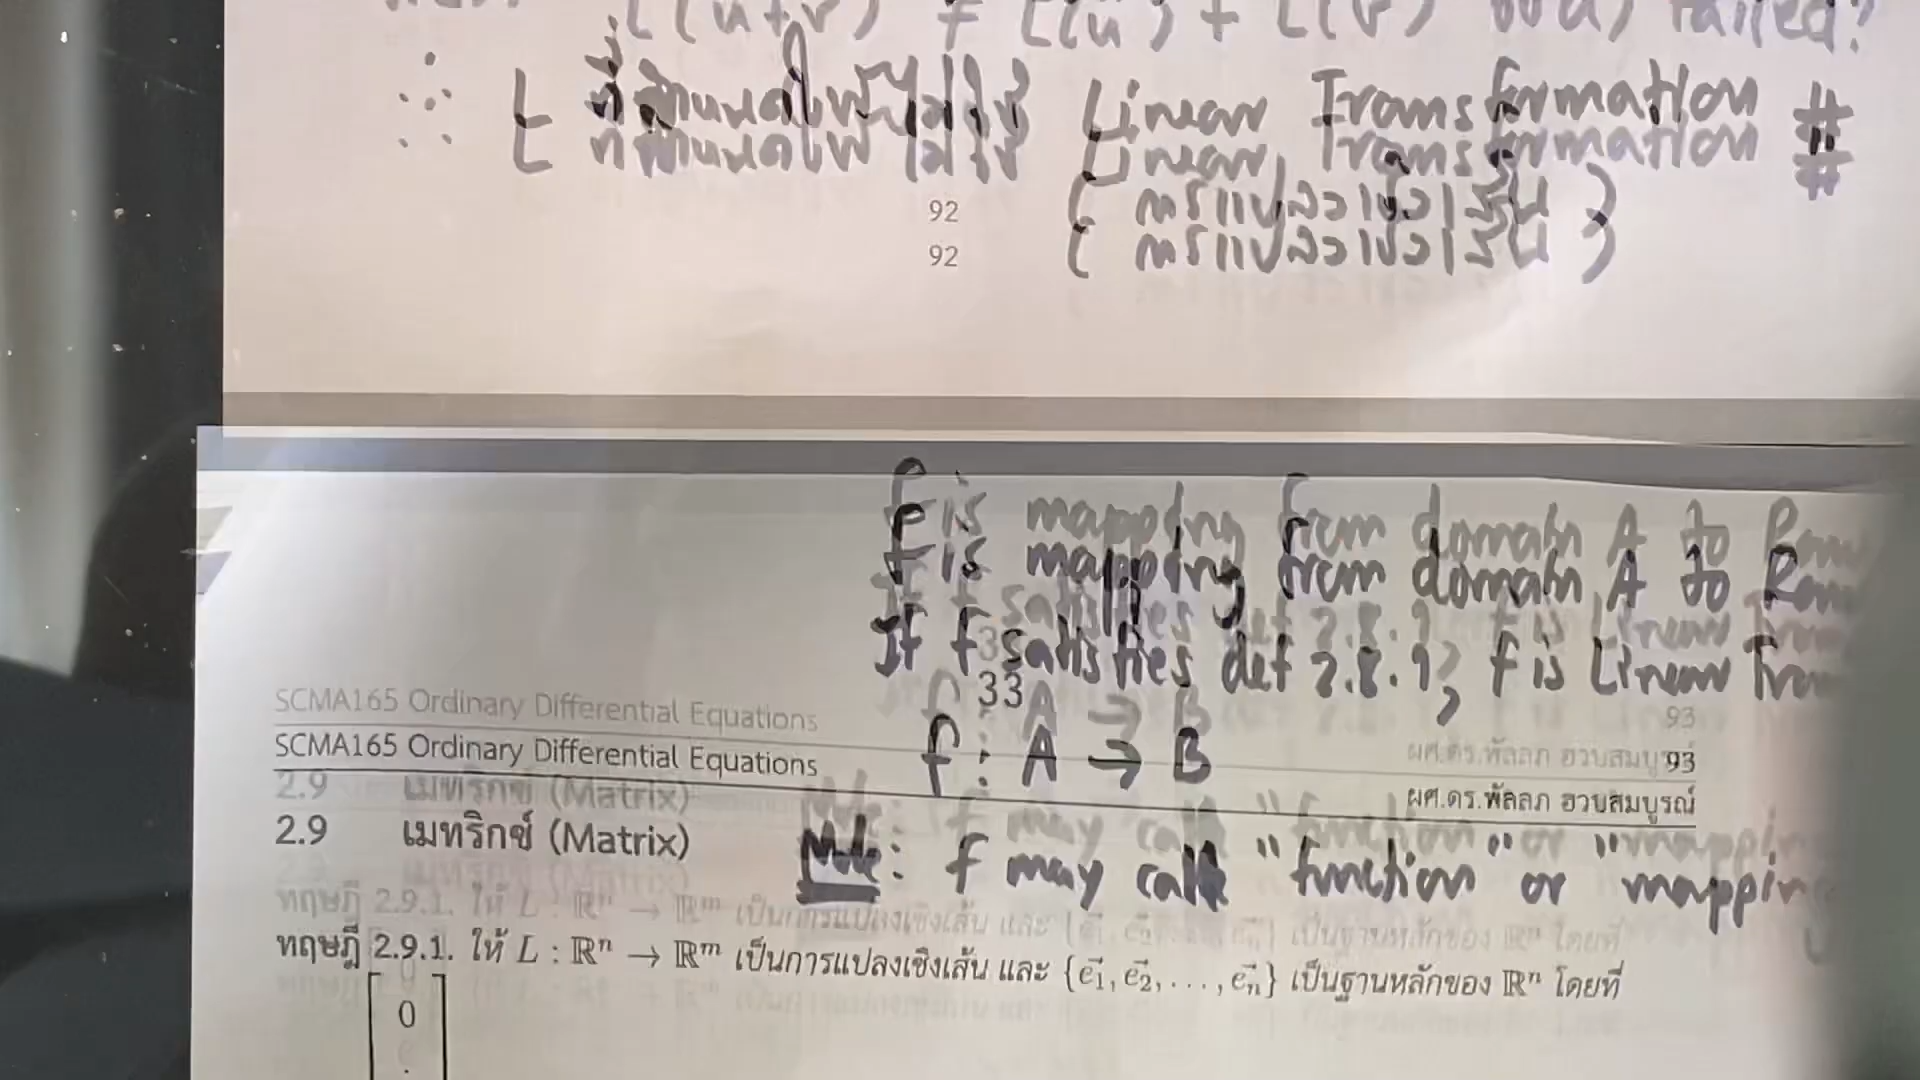 L(u+v) ≠ L(u) + L(v) failed?
∴ L ที่กำหนดให้ไม่ใช่ Linear Transformation #
(การแปลงเชิงเส้น)
92
f is mapping from domain A to
If f satisfies def 2.8.1, f is Linear
33
f : A → B
SCMA165 Ordinary Differential Equations
93
ผศ.ดร.พัลลภ ฮวบสมบูรณ์
2.9 เมทริกซ์ (Matrix)
Note: f may call "function" or "mapping
ทฤษฎี 2.9.1. ให้ L : ℝⁿ → ℝᵐ เป็นการแปลงเชิงเส้น และ {e⃗₁, e⃗₂, . . . , e⃗ₙ} เป็นฐานหลักของ ℝⁿ โดยที่
0